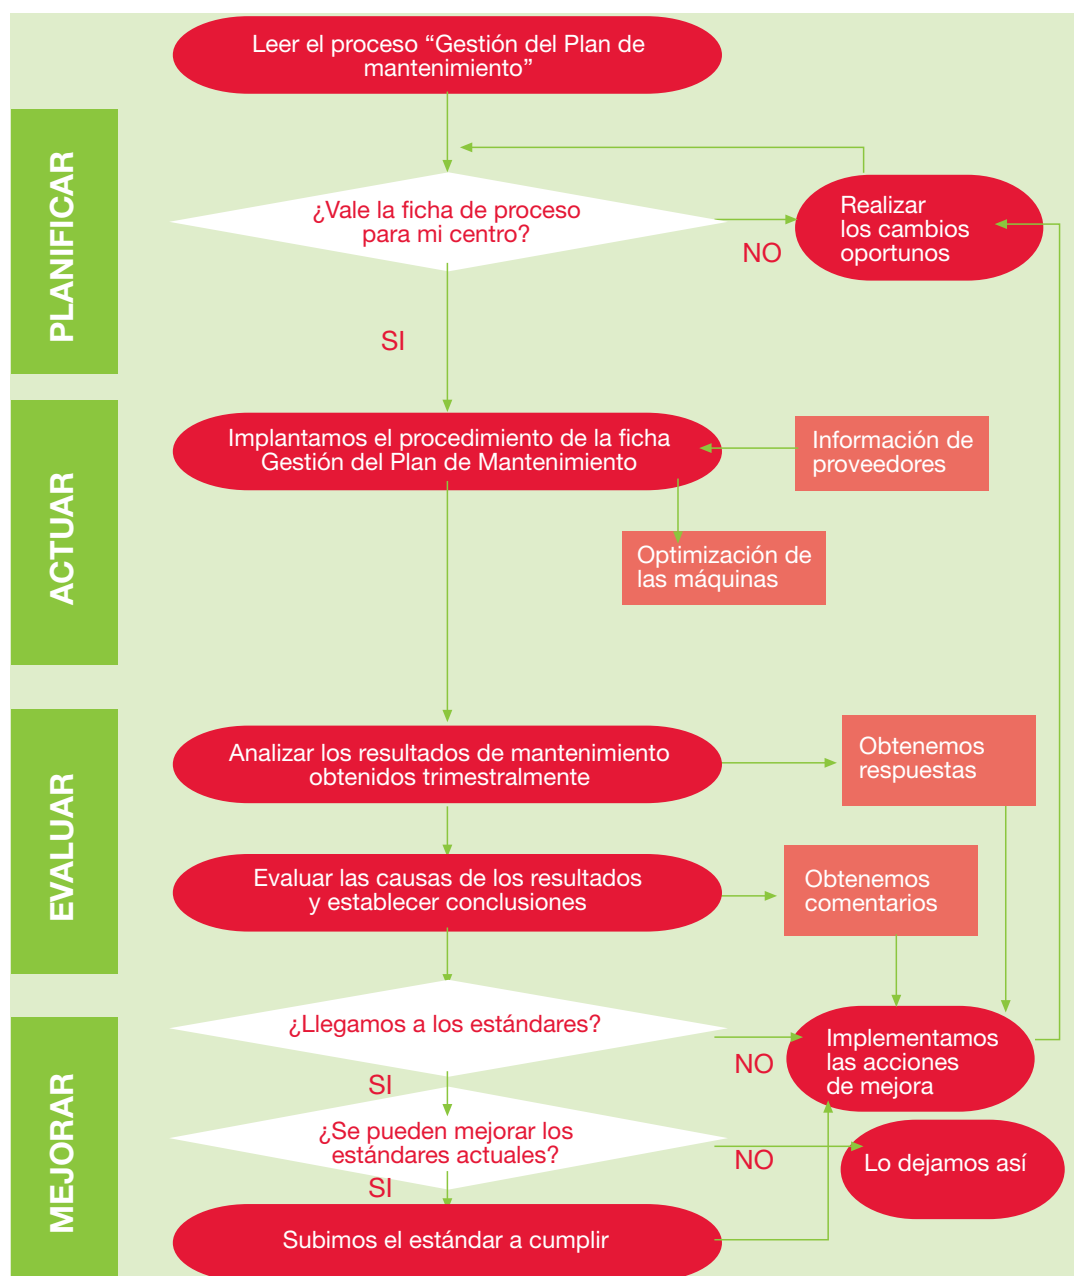 Leer el proceso “Gestión del Plan de
mantenimiento”
PLANIFICAR
¿Vale la ficha de proceso
para mi centro?
NO
Realizar
los cambios
oportunos
SI
ACTUAR
Implantamos el procedimiento de la ficha
Gestión del Plan de Mantenimiento
Información de
proveedores
Optimización de
las máquinas
EVALUAR
Analizar los resultados de mantenimiento
obtenidos trimestralmente
Obtenemos
respuestas
Evaluar las causas de los resultados
y establecer conclusiones
Obtenemos
comentarios
MEJORAR
¿Llegamos a los estándares?
NO
Implementamos
las acciones
de mejora
SI
¿Se pueden mejorar los
estándares actuales?
NO
Lo dejamos así
SI
Subimos el estándar a cumplir